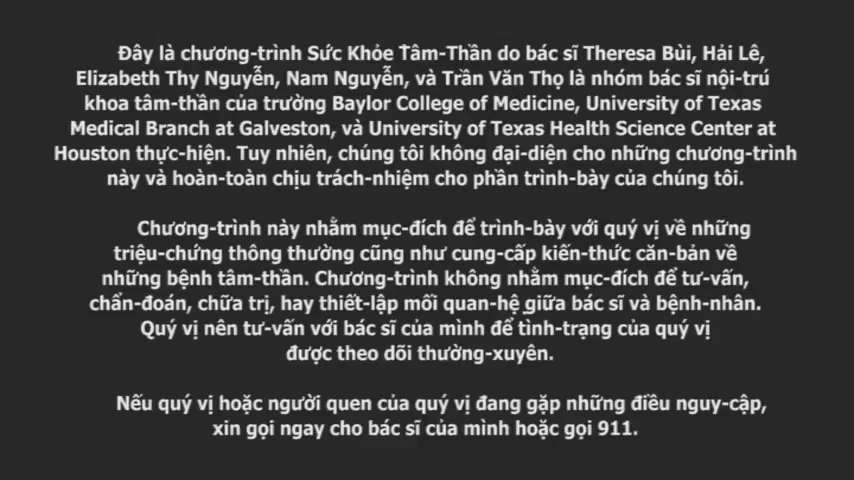 Đây là chương-trình Sức Khỏe Tâm-Thần do bác sĩ Theresa Bùi, Hải Lê,
Elizabeth Thy Nguyễn, Nam Nguyễn, và Trần Văn Thọ là nhóm bác sĩ nội-trú
khoa tâm-thần của trường Baylor College of Medicine, University of Texas
Medical Branch at Galveston, và University of Texas Health Science Center at
Houston thực-hiện. Tuy nhiên, chúng tôi không đại-diện cho những chương-trình
này và hoàn-toàn chịu trách-nhiệm cho phần trình-bày của chúng tôi.
Chương-trình này nhằm mục-đích để trình-bày với quý vị về những
triệu-chứng thông thường cũng như cung-cấp kiến-thức căn-bản về
những bệnh tâm-thần. Chương-trình không nhằm mục-đích để tư-vấn,
chẩn-đoán, chữa trị, hay thiết-lập mối quan-hệ giữa bác sĩ và bệnh-nhân.
Quý vị nên tư-vấn với bác sĩ của mình để tình-trạng của quý vị
được theo dõi thường-xuyên.
Nếu quý vị hoặc người quen của quý vị đang gặp những điều nguy-cập,
xin gọi ngay cho bác sĩ của mình hoặc gọi 911.